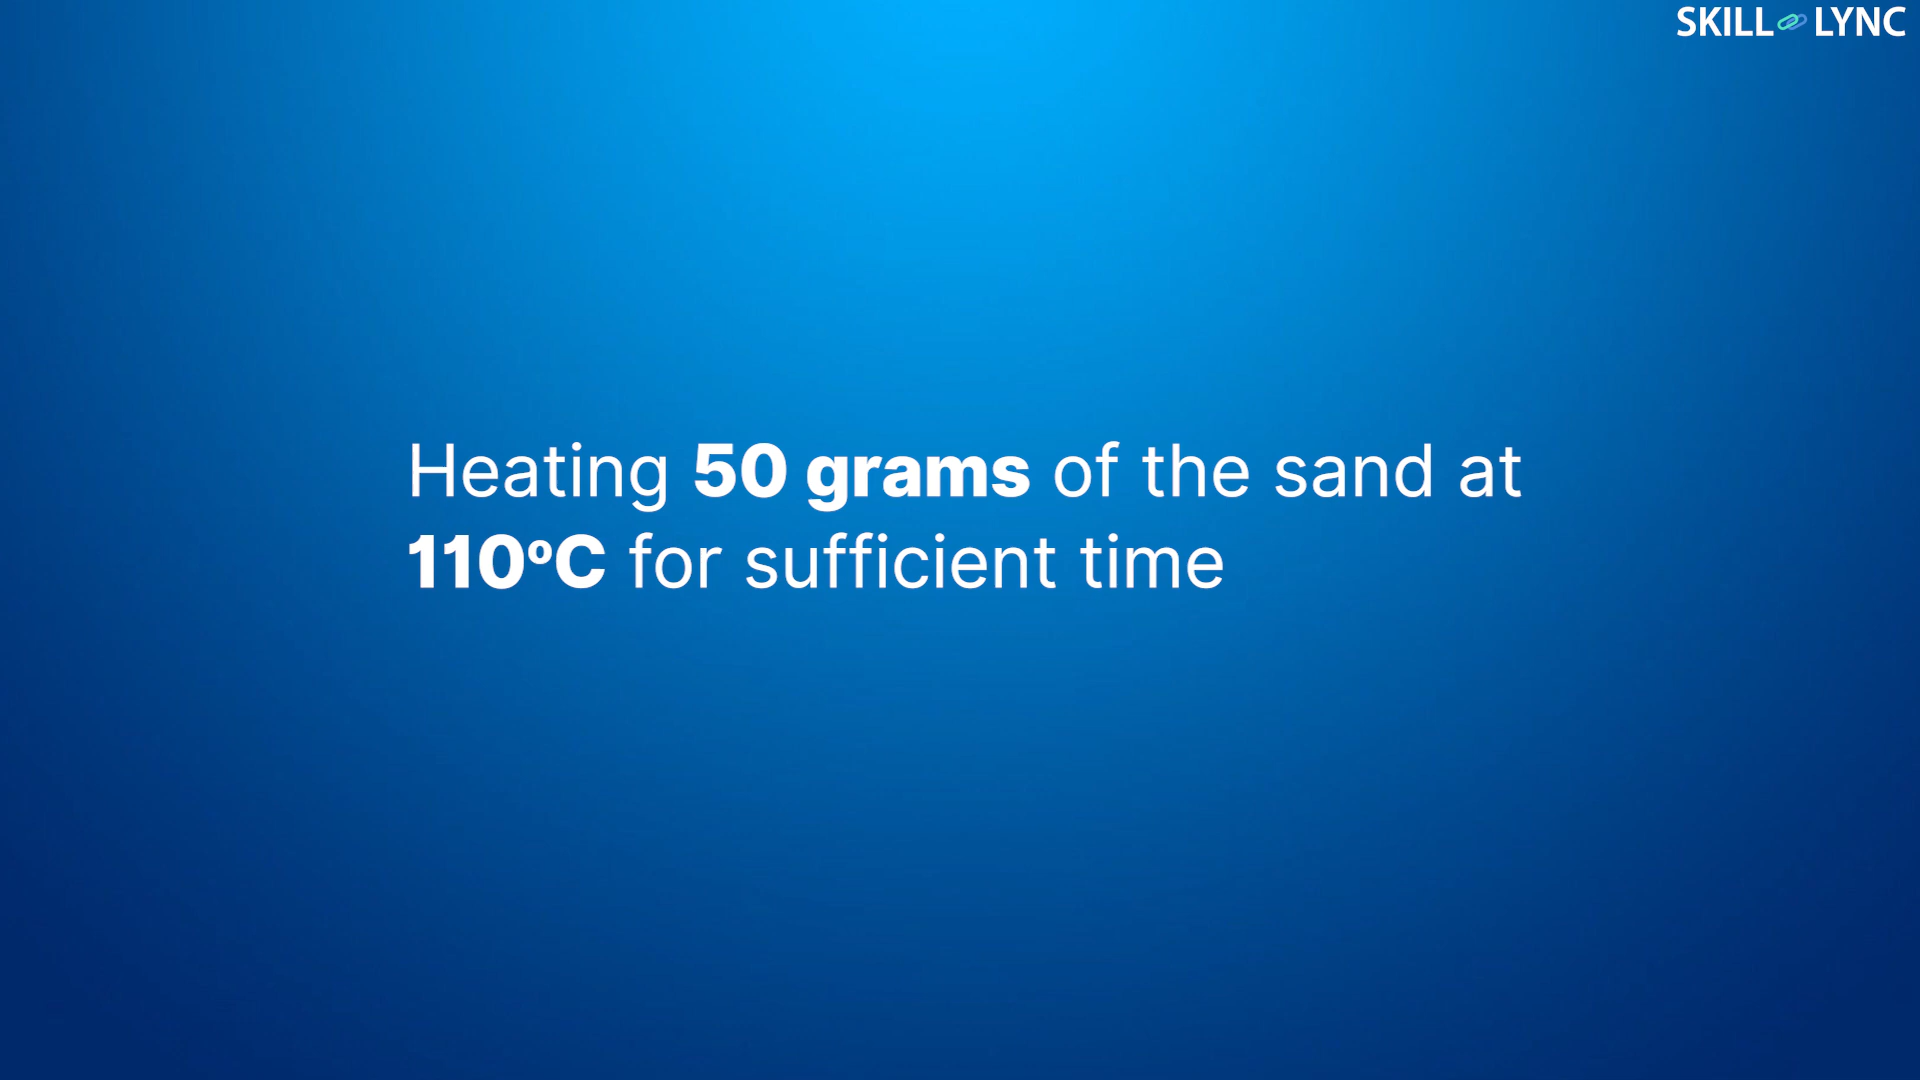 SKILL LYNC
Heating 50 grams of the sand at
110ºC for sufficient time